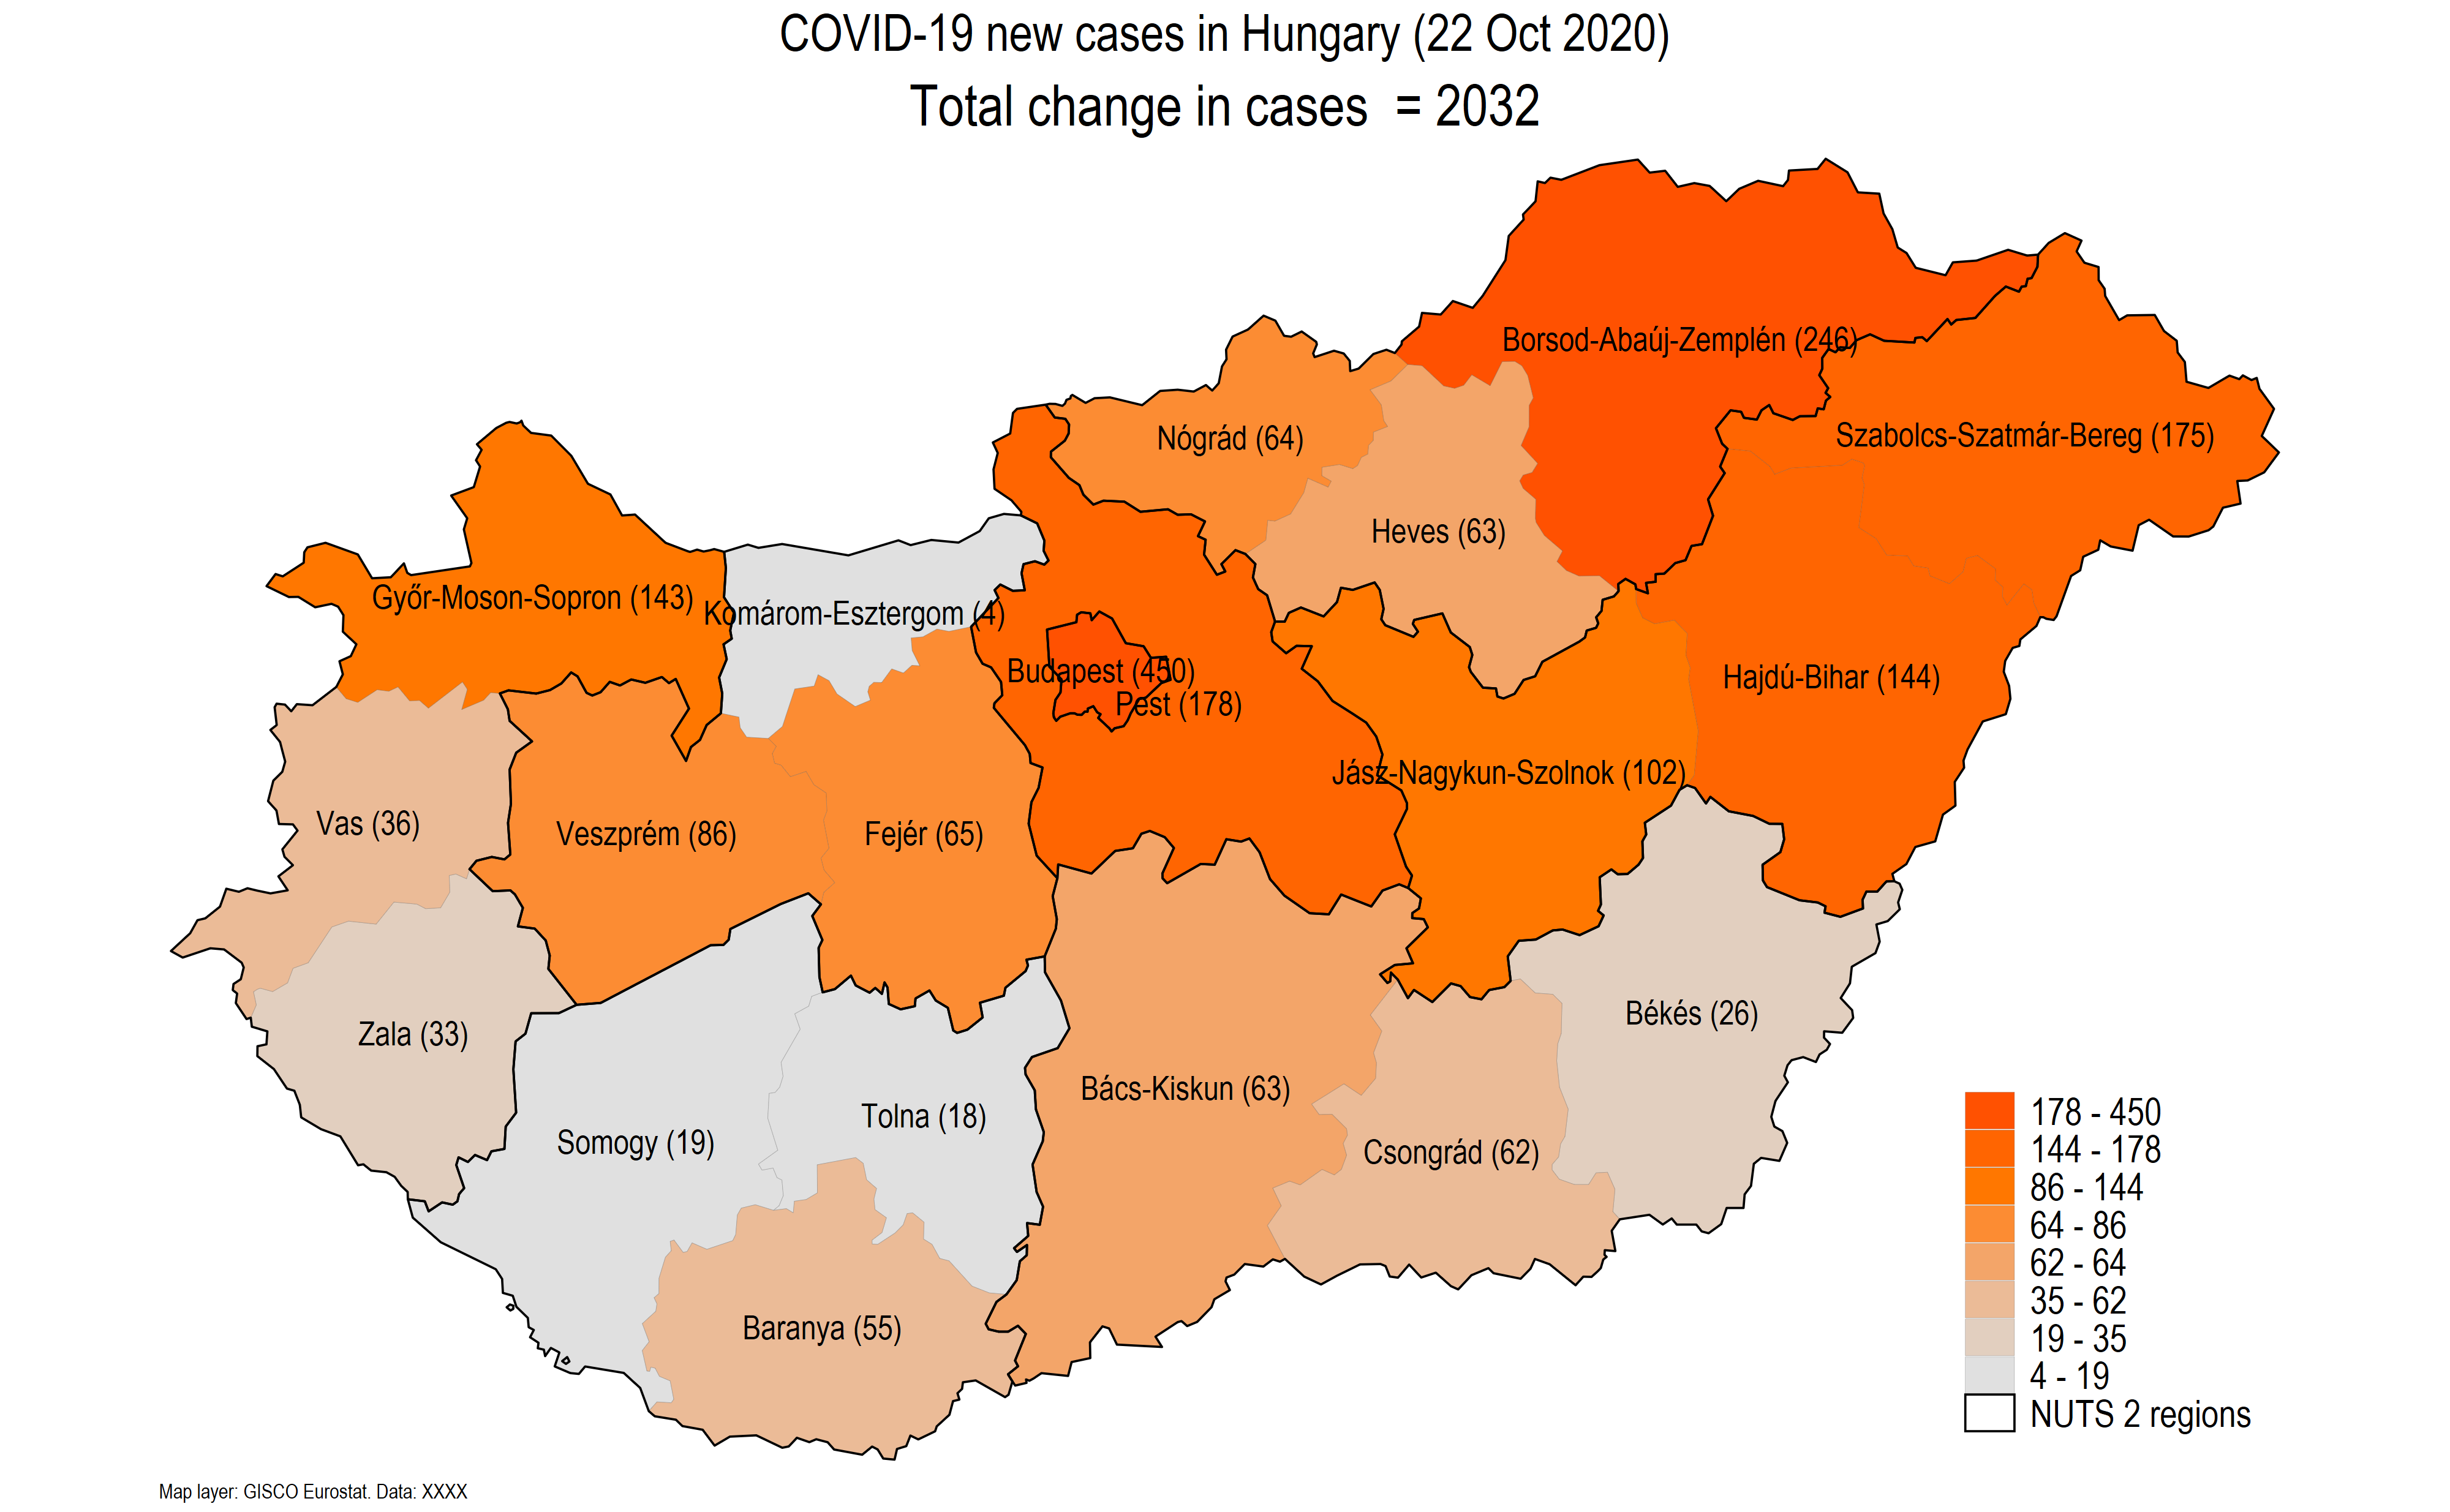 COVID-19 new cases in Hungary (22 Oct 2020)
Total change in cases  = 2032
Borsod-Abaúj-Zemplén (246)
Szabolcs-Szatmár-Bereg (175)
Nógrád (64)
Heves (63)
Győr-Moson-Sopron (143)
Komárom-Esztergom (4)
Budapest (450)
Pest (178)
Hajdú-Bihar (144)
Jász-Nagykun-Szolnok (102)
Vas (36)
Veszprém (86)
Fejér (65)
Békés (26)
Zala (33)
Bács-Kiskun (63)
Tolna (18)
Somogy (19)
Csongrád (62)
Baranya (55)
178 - 450
144 - 178
86 - 144
64 - 86
62 - 64
35 - 62
19 - 35
4 - 19
NUTS 2 regions
Map layer: GISCO Eurostat. Data: XXXX